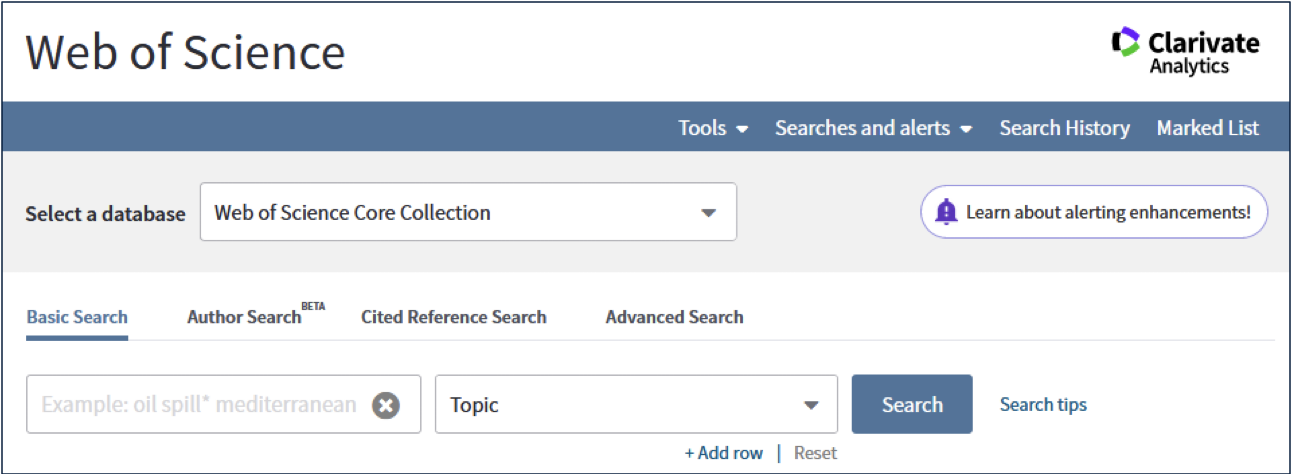 Web of Science
Clarivate
Analytics
Tools Searches and alerts Search History Marked List
Select a database Web of Science Core Collection Learn about alerting enhancements!
Basic Search Author Search BETA Cited Reference Search Advanced Search
Example: oil spill* mediterranean Topic Search Search tips
+ Add row | Reset